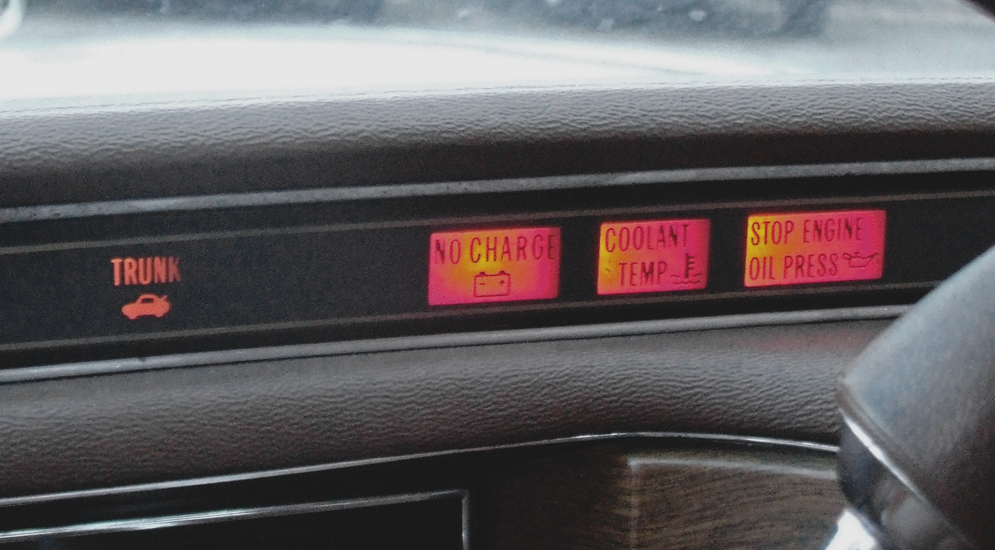 TRUNK
NO CHARGE
COOLANT
TEMP
STOP ENGINE
OIL PRESS